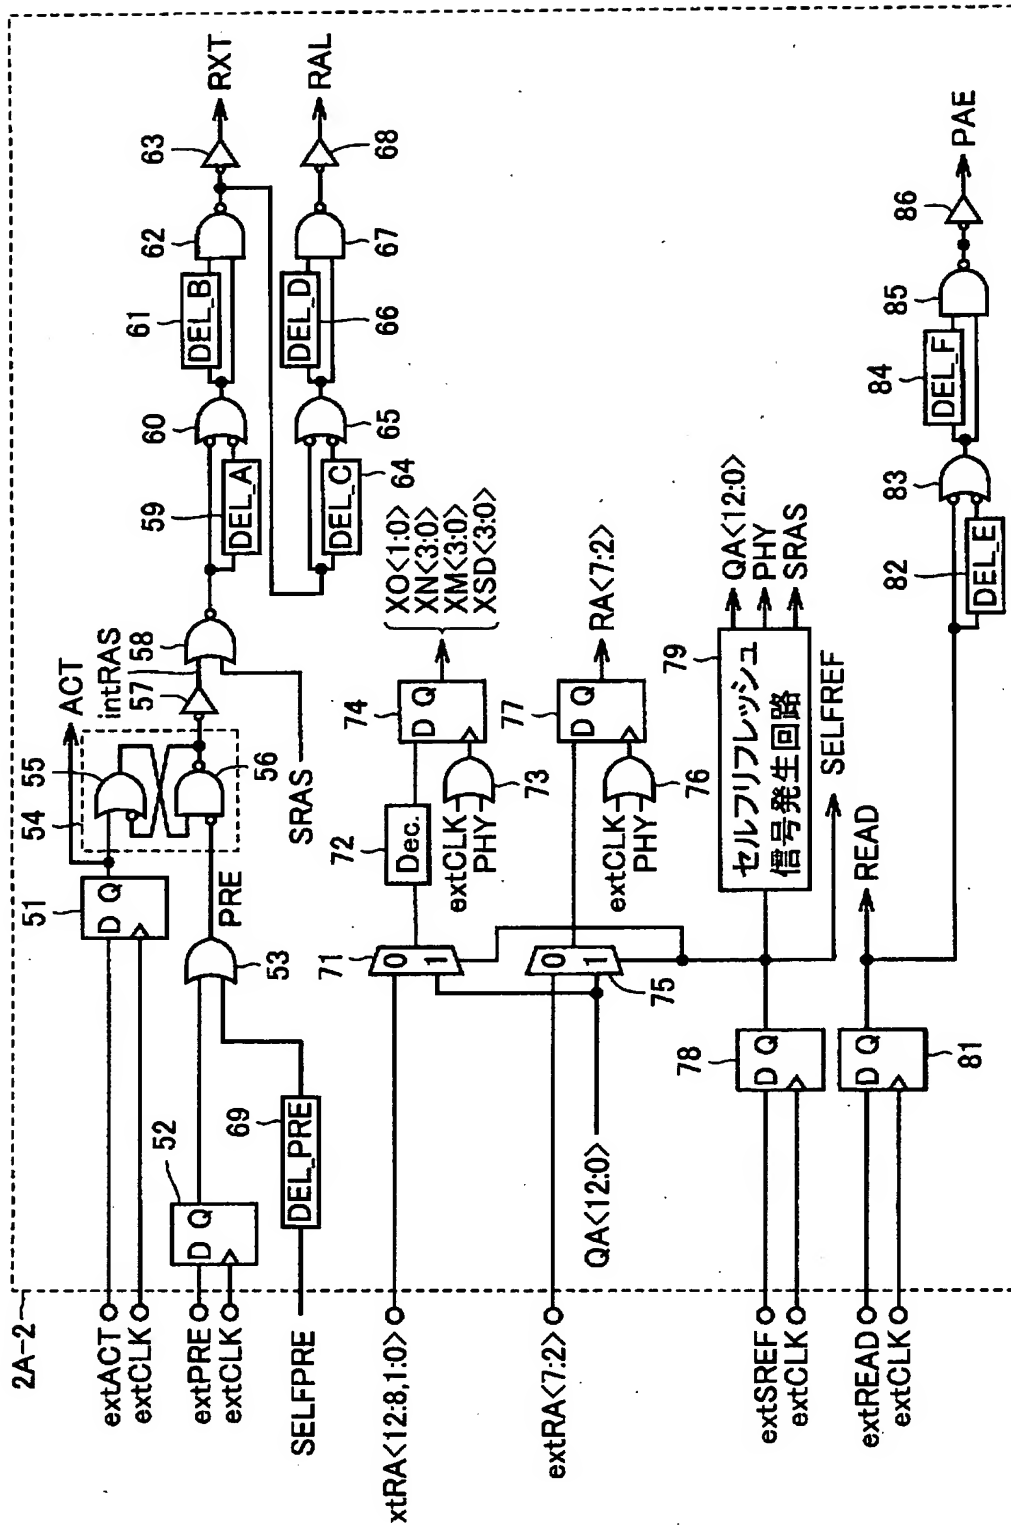 2A-2
extACT
extCLK
51
D Q
ACT
54
55
56
intRAS
57
58
59
DEL_A
60
61
DEL_B
62
63
RXT
extPRE
extCLK
52
D Q
53
PRE
SRAS
64
DEL_C
65
66
DEL_D
67
68
RAL
SELFPRE
69
DEL_PRE
xtRA<12:8,1:0>
71
0
1
72
Dec.
extCLK
PHY
73
74
D Q
XO<1:0>
XN<3:0>
XM<3:0>
XSD<3:0>
extRA<7:2>
QA<12:0>
75
0
1
extCLK
PHY
76
77
D Q
RA<7:2>
extSREF
extCLK
78
D Q
79
セルフリフレッシュ
信号発生回路
QA<12:0>
PHY
SRAS
SELFREF
extREAD
extCLK
81
D Q
READ
82
DEL_E
83
84
DEL_F
85
86
PAE